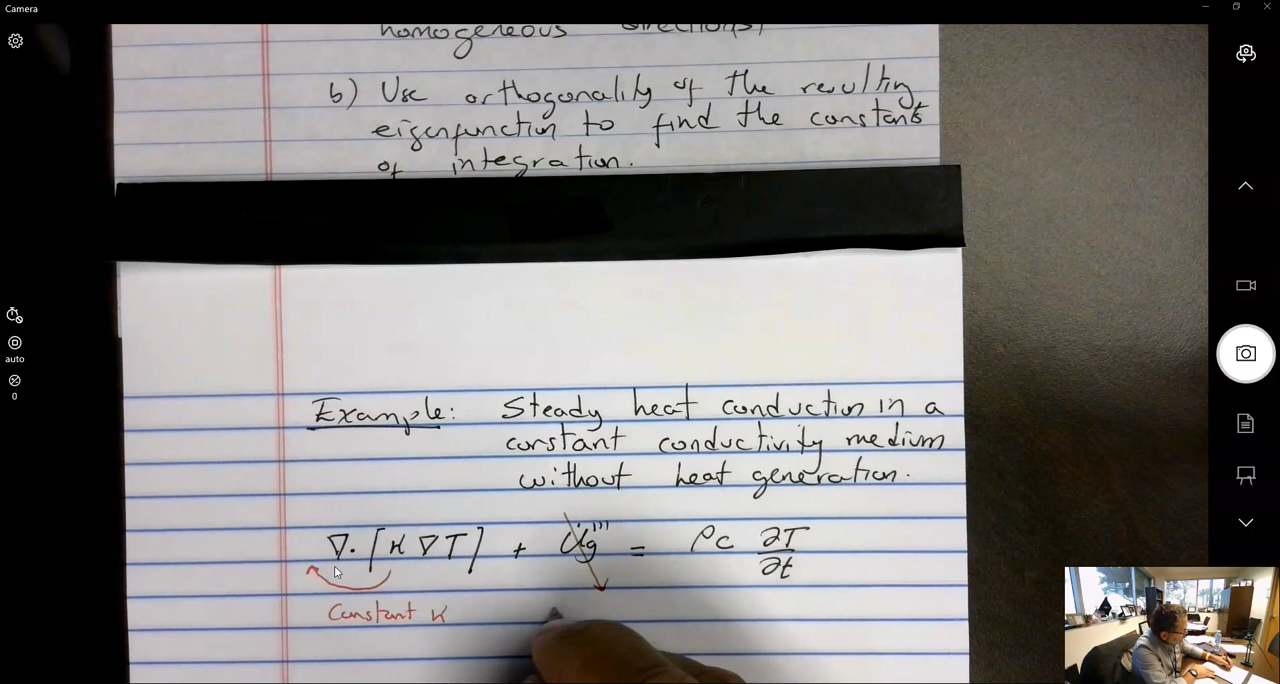 Camera
homogeneous direction(s)
b) Use orthogonality of the resulting
eigenfunction to find the constants
of integration.
auto
0
Example: Steady heat conduction in a
constant conductivity medium
without heat generation.
∇·[κ∇T] + u̇g''' = ρc ∂T/∂t
Constant κ